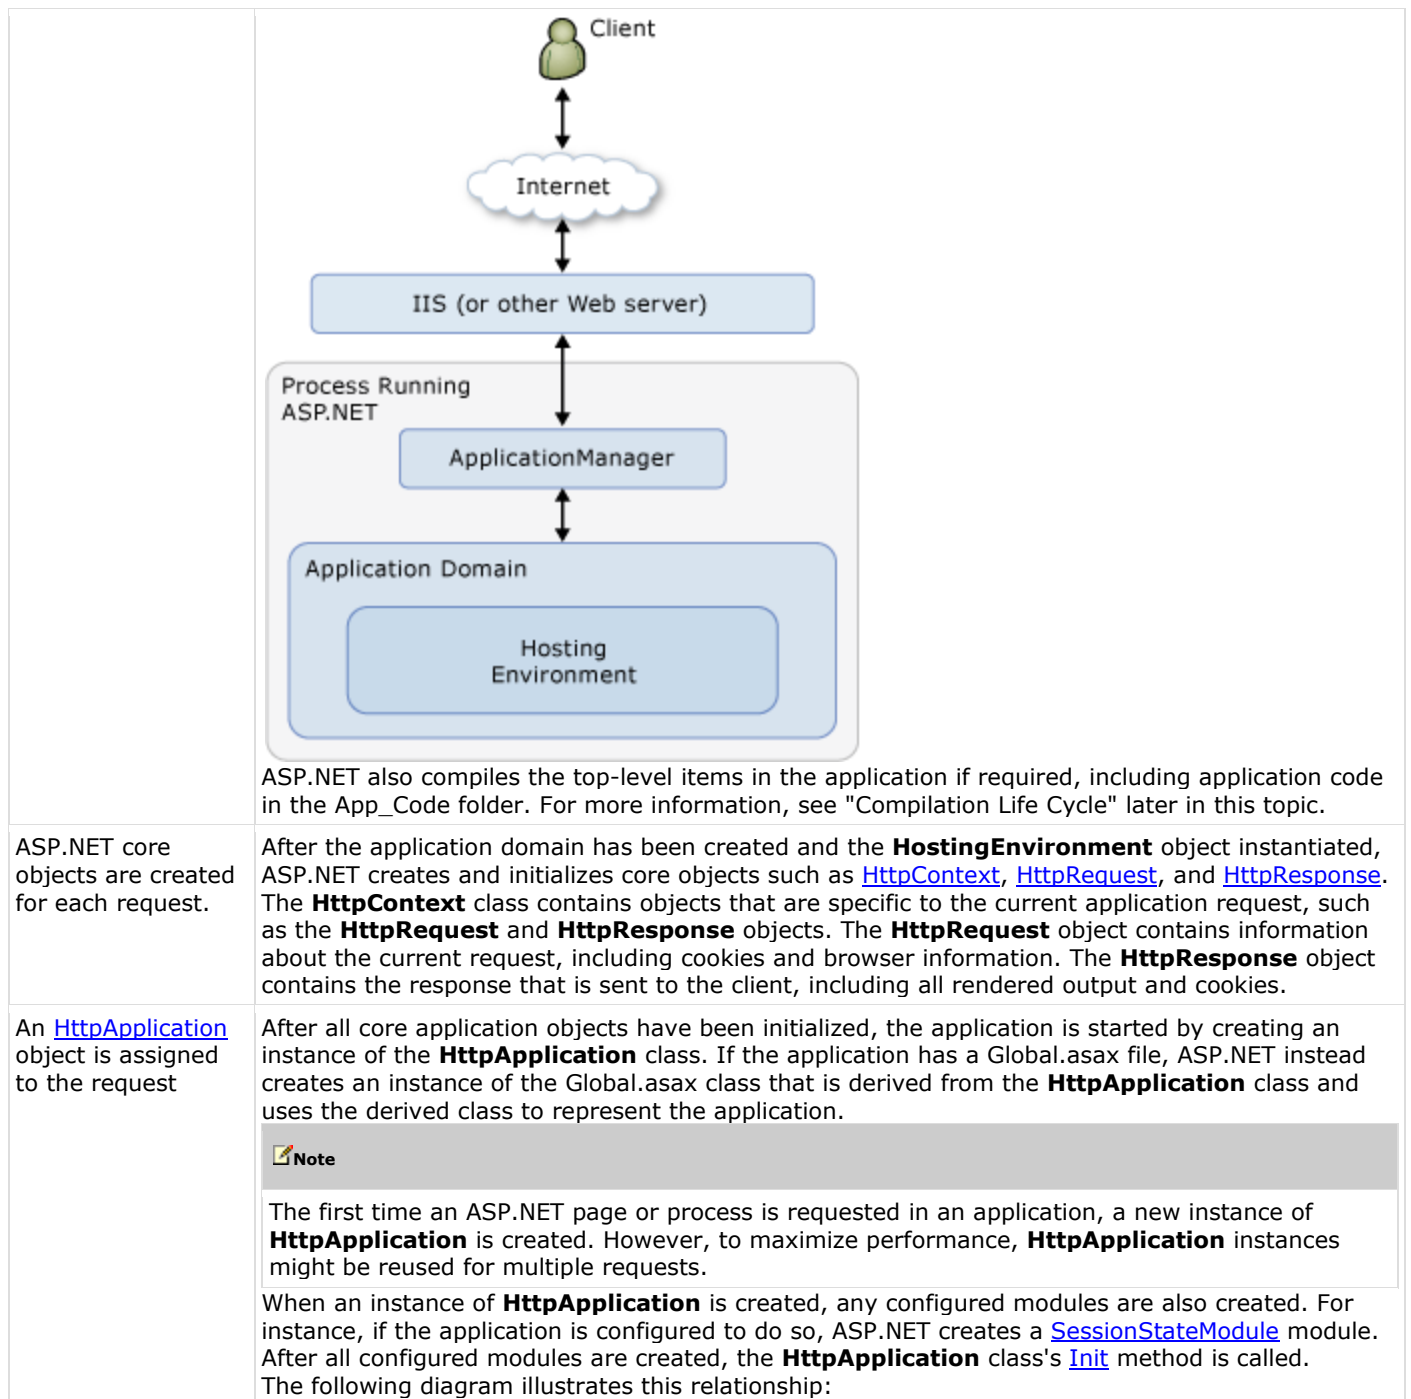 Client
Internet
IIS (or other Web server)
Process Running
ASP.NET
ApplicationManager
Application Domain
Hosting
Environment
ASP.NET also compiles the top-level items in the application if required, including application code
in the App_Code folder. For more information, see "Compilation Life Cycle" later in this topic.
ASP.NET core
objects are created
for each request.
After the application domain has been created and the HostingEnvironment object instantiated,
ASP.NET creates and initializes core objects such as HttpContext, HttpRequest, and HttpResponse.
The HttpContext class contains objects that are specific to the current application request, such
as the HttpRequest and HttpResponse objects. The HttpRequest object contains information
about the current request, including cookies and browser information. The HttpResponse object
contains the response that is sent to the client, including all rendered output and cookies.
An HttpApplication
object is assigned
to the request
After all core application objects have been initialized, the application is started by creating an
instance of the HttpApplication class. If the application has a Global.asax file, ASP.NET instead
creates an instance of the Global.asax class that is derived from the HttpApplication class and
uses the derived class to represent the application.
Note
The first time an ASP.NET page or process is requested in an application, a new instance of
HttpApplication is created. However, to maximize performance, HttpApplication instances
might be reused for multiple requests.
When an instance of HttpApplication is created, any configured modules are also created. For
instance, if the application is configured to do so, ASP.NET creates a SessionStateModule module.
After all configured modules are created, the HttpApplication class's Init method is called.
The following diagram illustrates this relationship: